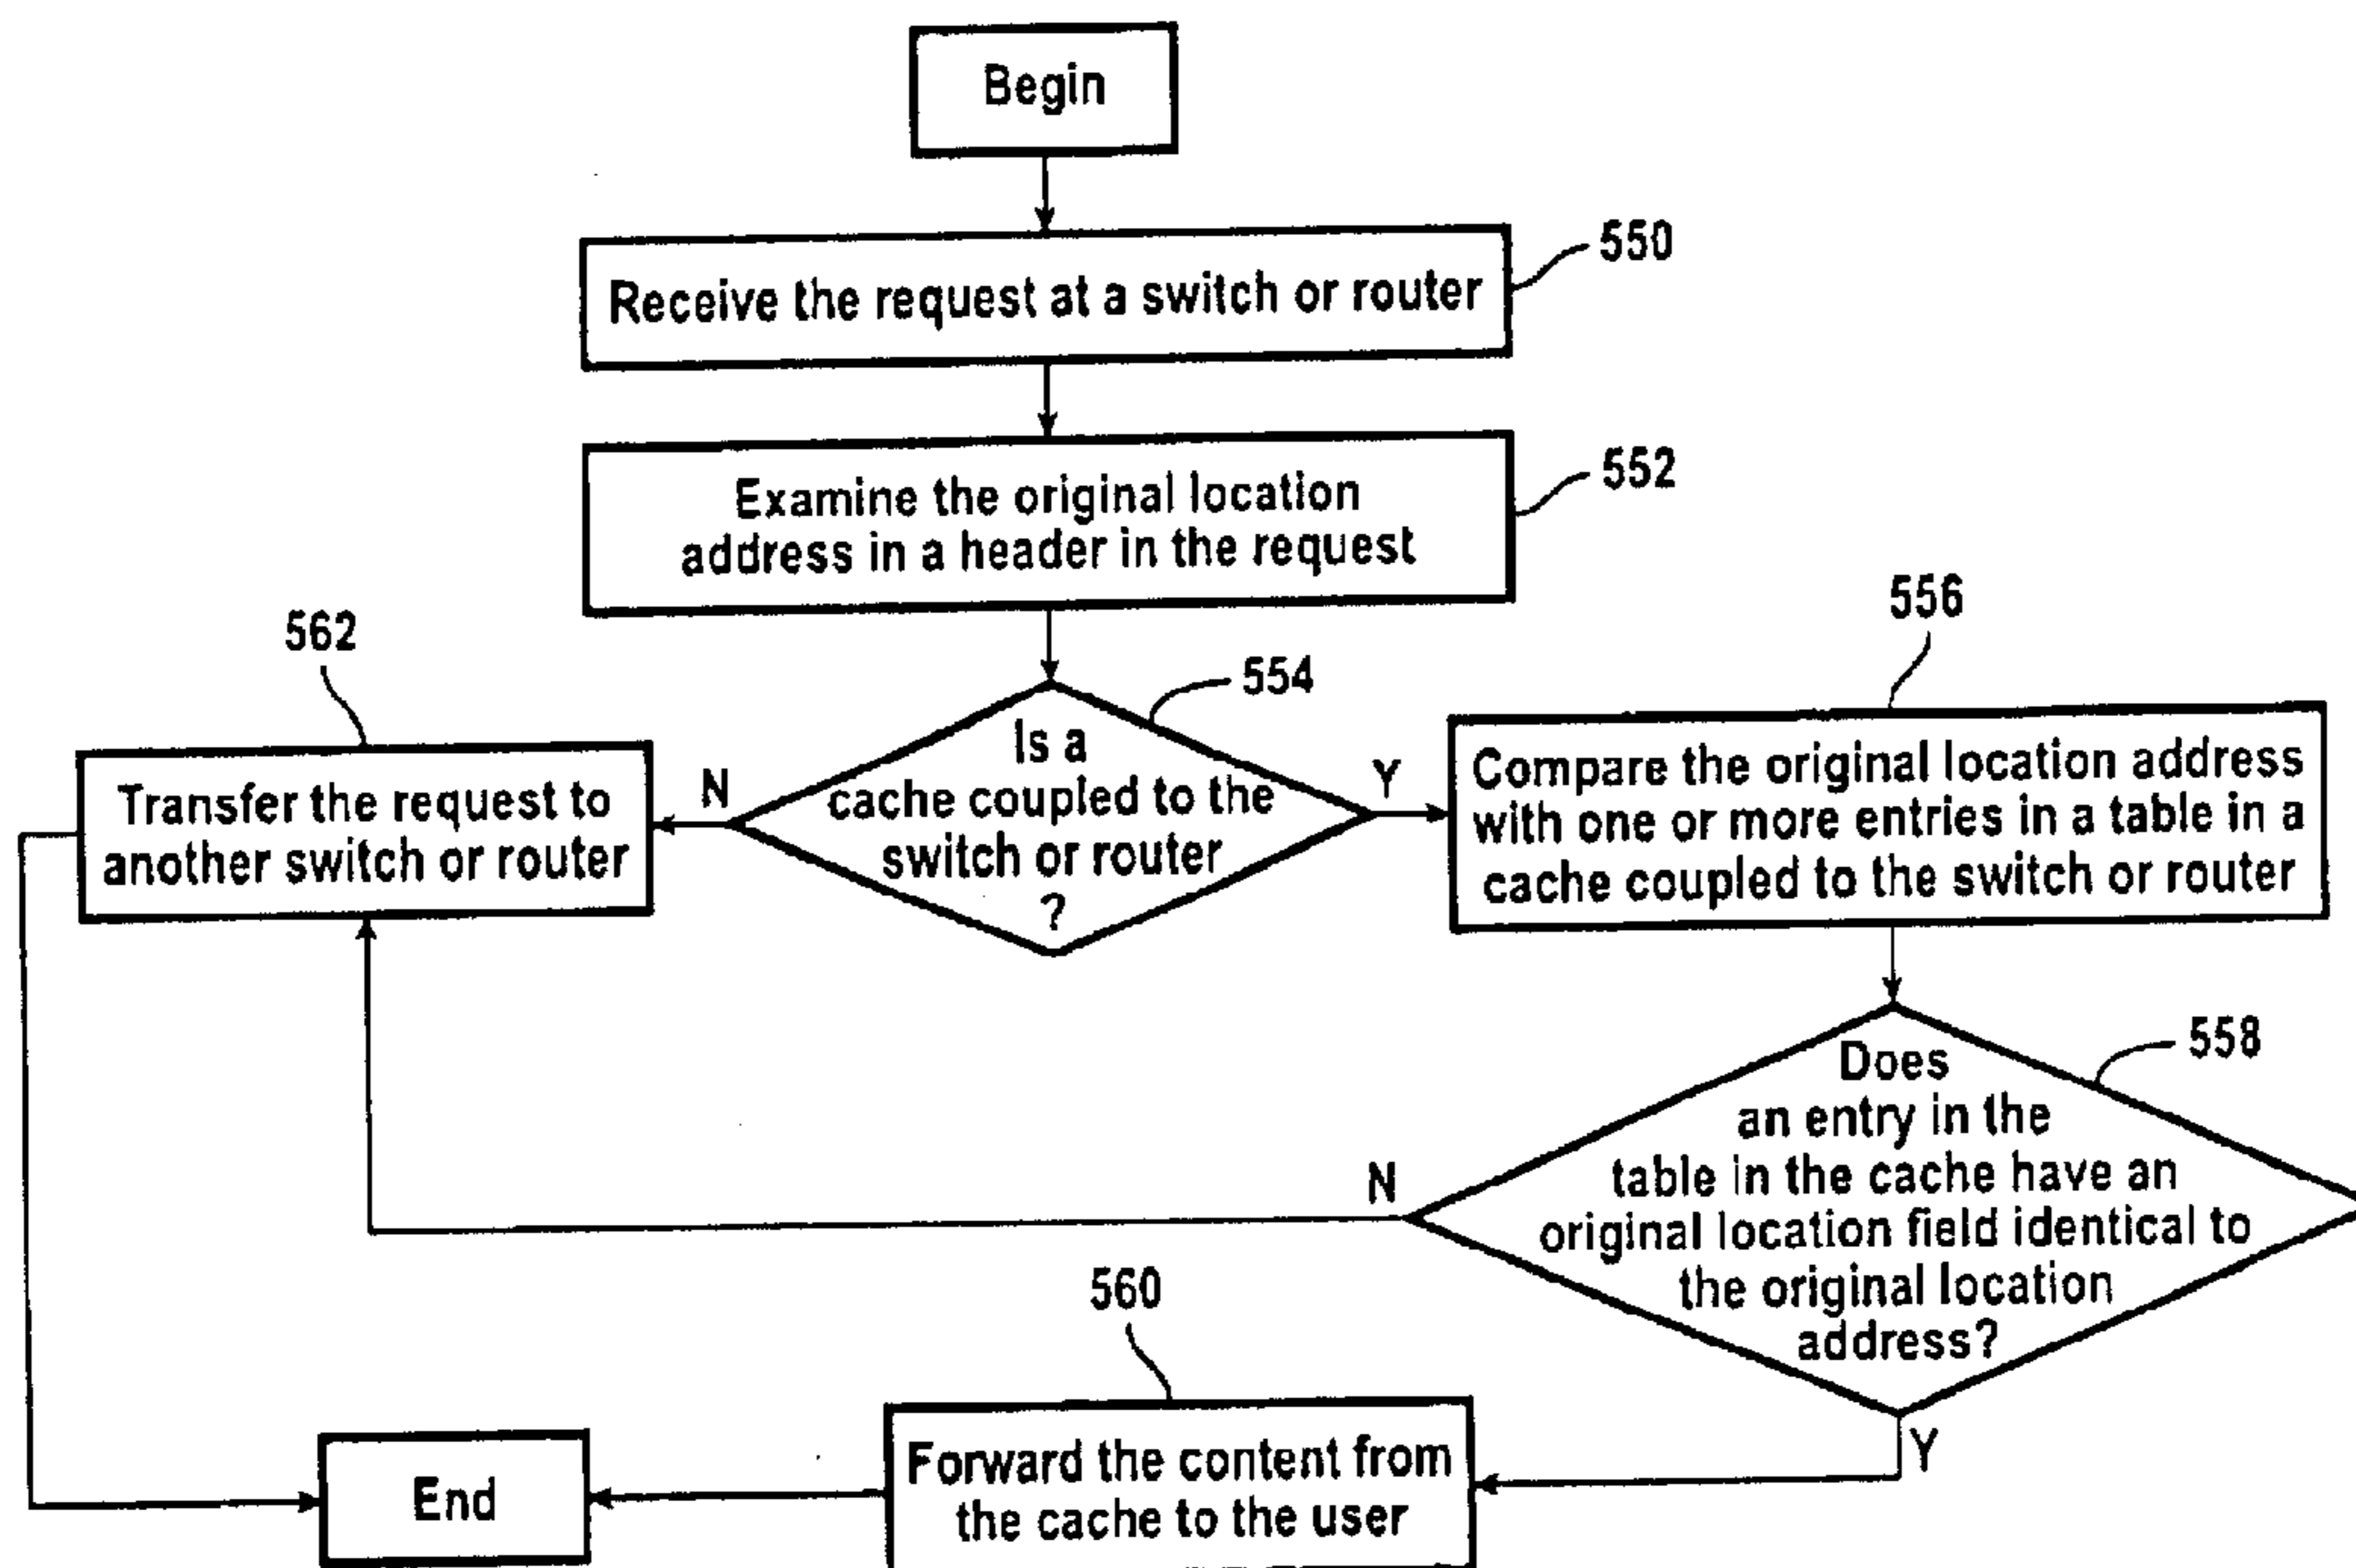 Begin
550
Receive the request at a switch or router
552
Examine the original location
address in a header in the request
562
554
556
Is a
cache coupled to the
switch or router
?
N
Y
Transfer the request to
another switch or router
Compare the original location address
with one or more entries in a table in a
cache coupled to the switch or router
558
Does
an entry in the
table in the cache have an
original location field identical to
the original location
address?
N
Y
560
Forward the content from
the cache to the user
End